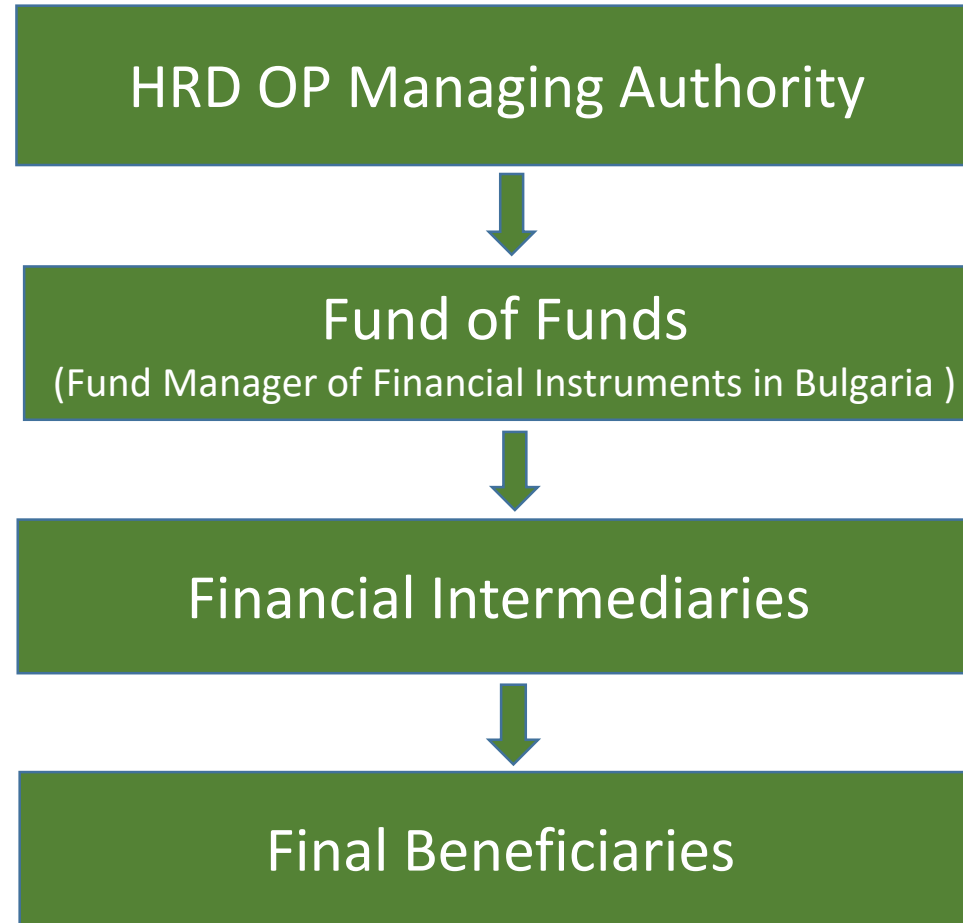 HRD OP Managing Authority
Fund of Funds
(Fund Manager of Financial Instruments in Bulgaria )
Financial Intermediaries
Final Beneficiaries